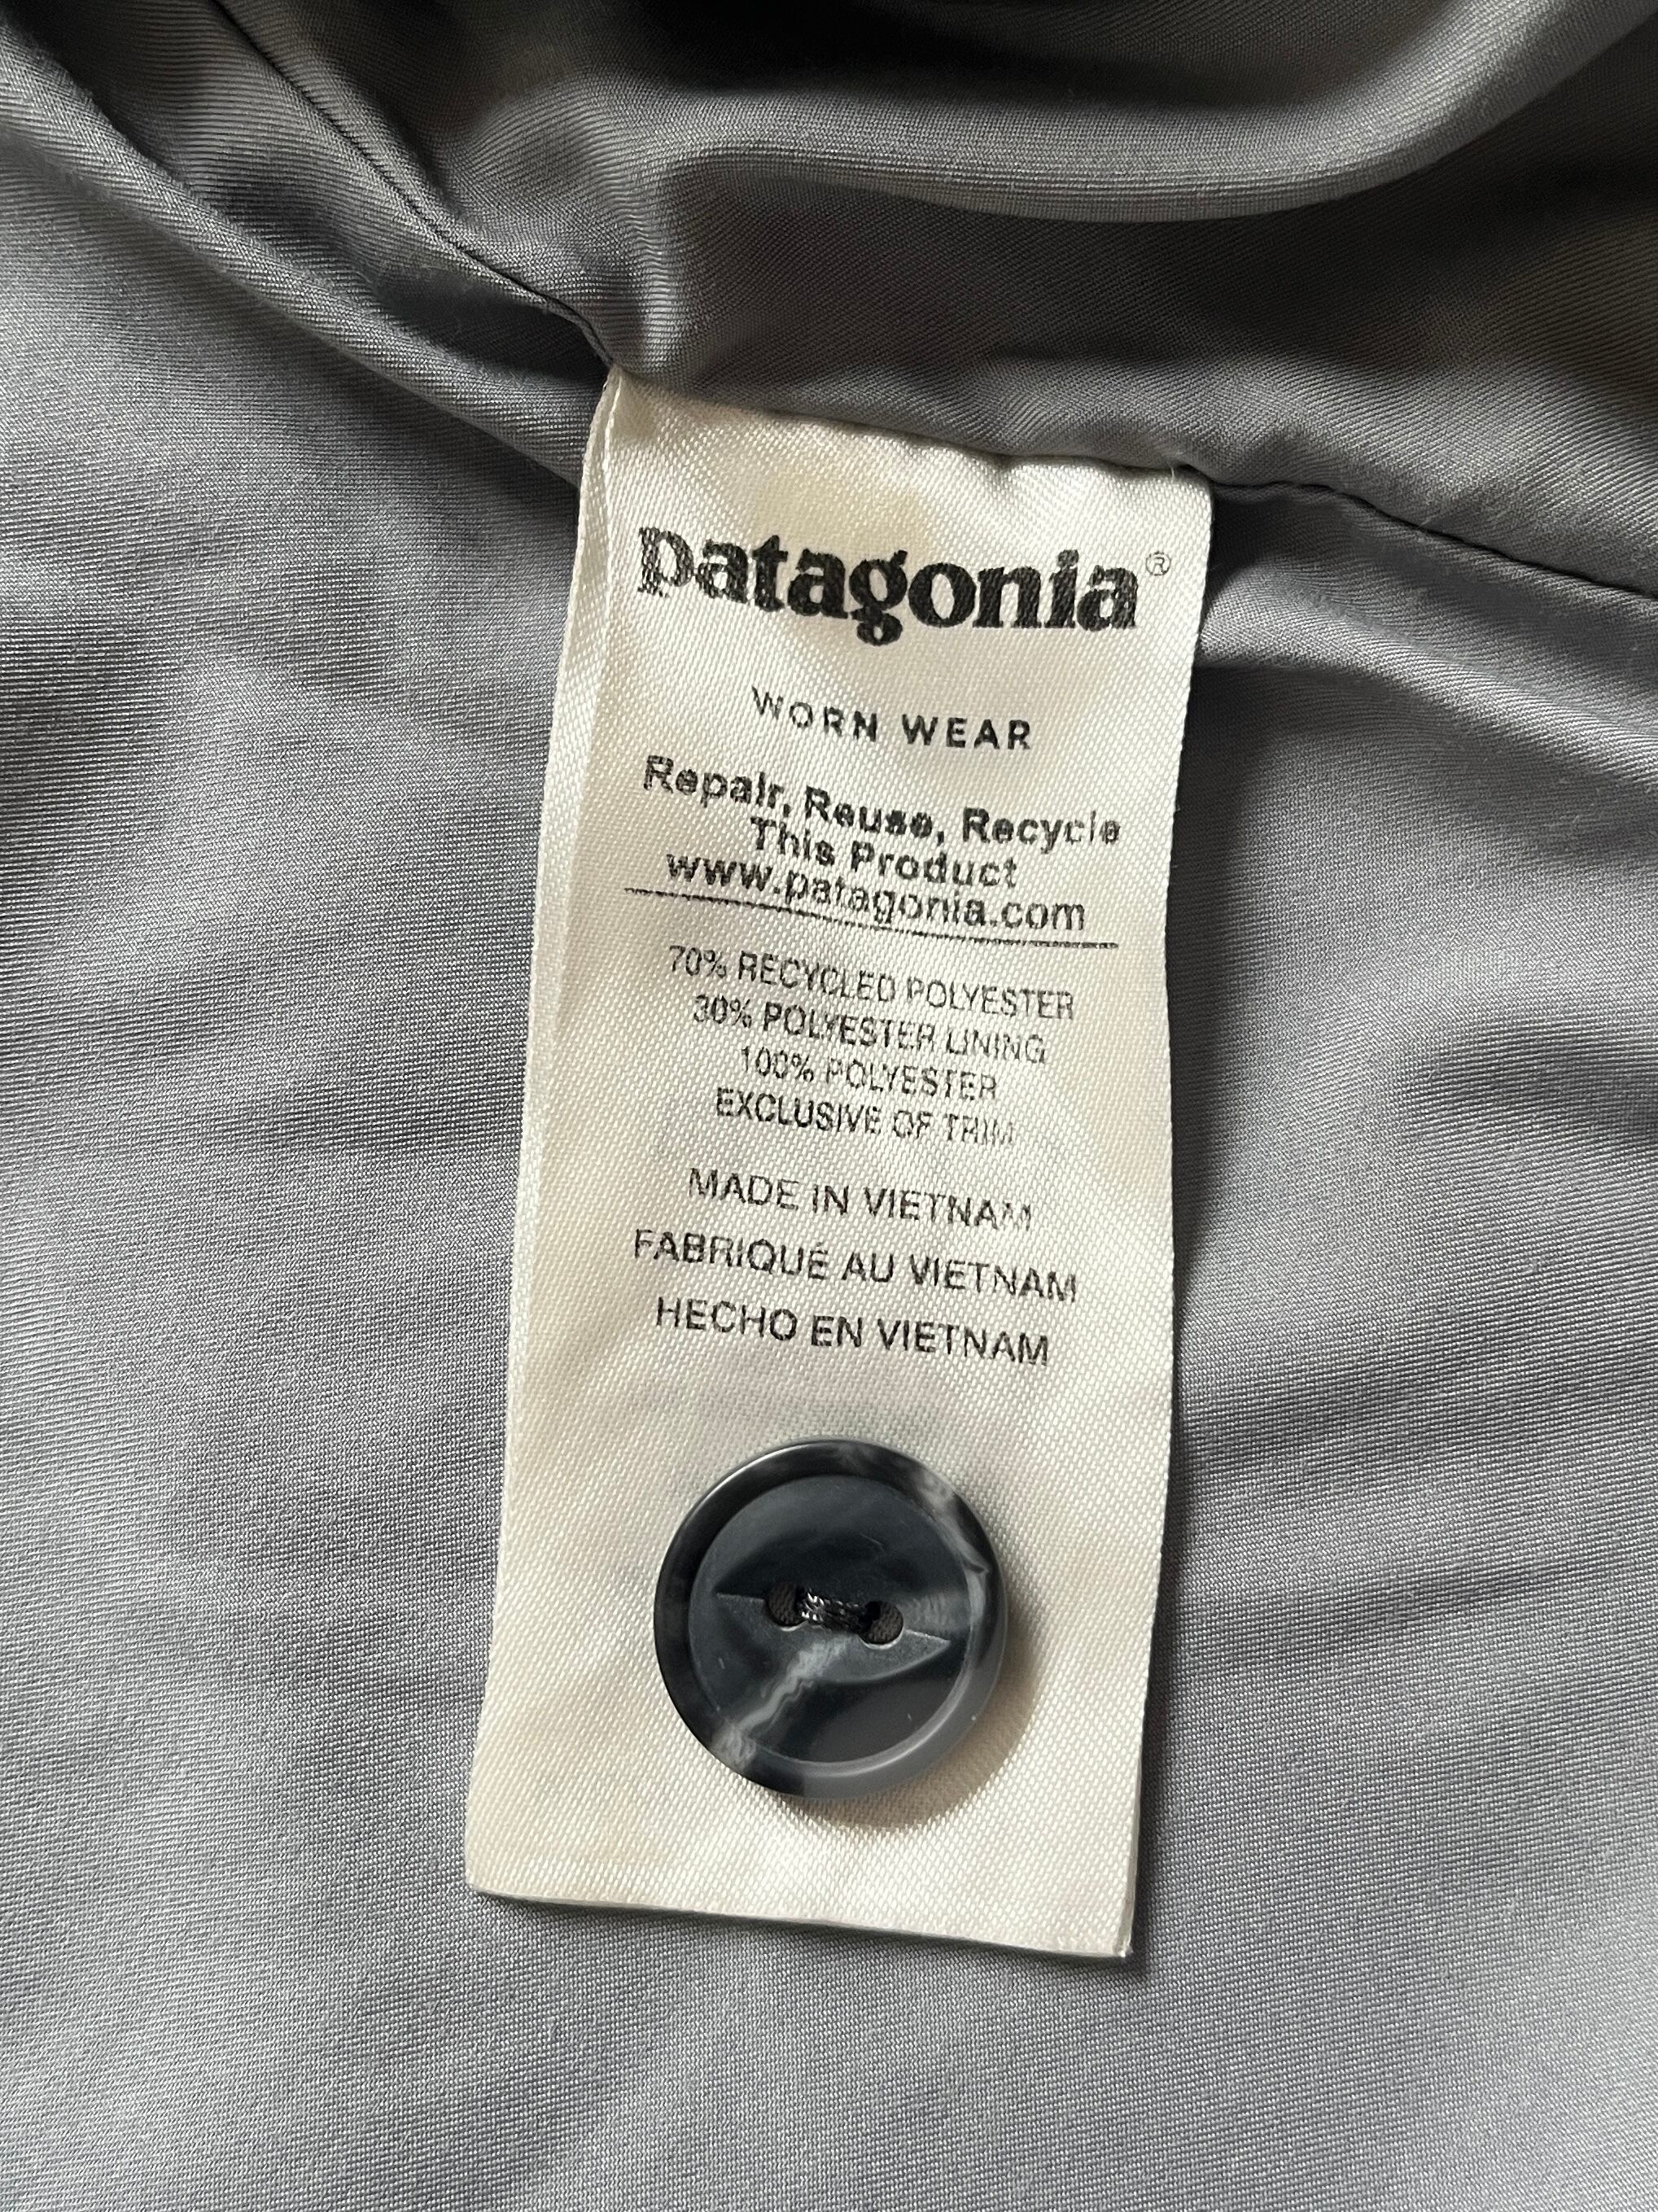 patagonia®
WORN WEAR
Repair, Reuse, Recycle
This Product
www.patagonia.com
70% RECYCLED POLYESTER
30% POLYESTER LINING
100% POLYESTER
EXCLUSIVE OF TRIM
MADE IN VIETNAM
FABRIQUÉ AU VIETNAM
HECHO EN VIETNAM